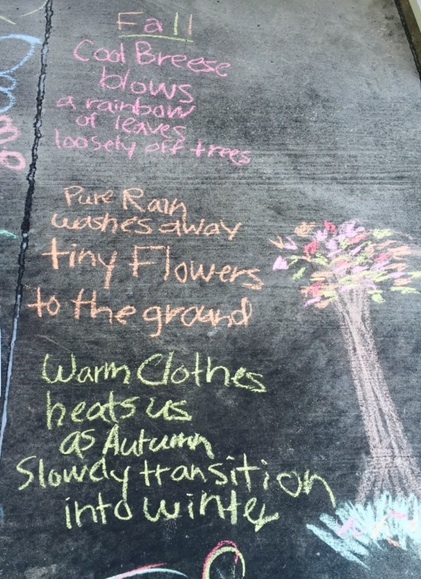 Fall
Cool Breese
blows
a rainbow
of leaves
loosely off trees
Pure Rain
washes away
tiny Flowers
to the ground
Warm Clothes
heats us
as Autumn
Slowly transition
into winter